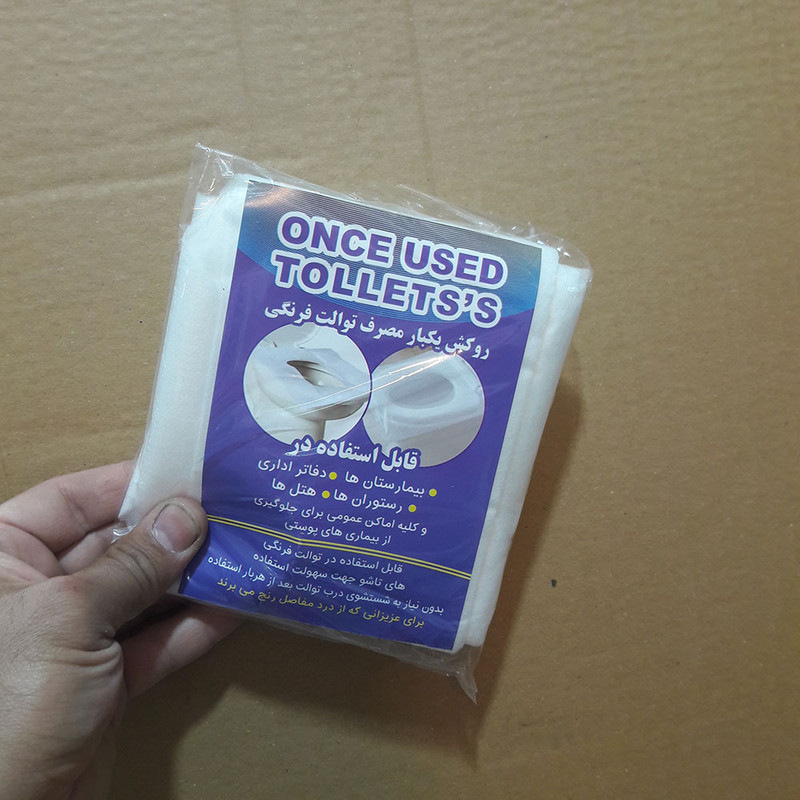 ONCE USED
TOLLETS'S
روکش یکبار مصرف توالت فرنگی
قابل استفاده در
بیمارستان ها • دفاتر اداری •
رستوران ها • هتل ها •
و کلیه اماکن عمومی برای جلوگیری
از بیماری های پوستی
قابل استفاده در توالت فرنگی
های تاشو جهت سهولت استفاده
بدون نیاز به شستشوی درب توالت بعد از هربار استفاده
برای عزیزانی که از درد مفاصل رنج می برند